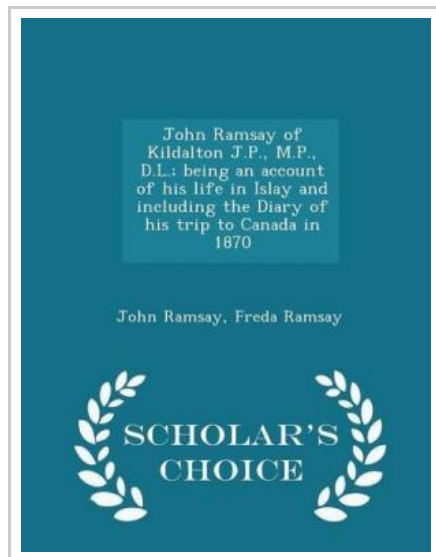 John Ramsay of
Kildalton J.P., M.P.,
D.L.; being an account
of his life in Islay and
including the Diary of
his trip to Canada in
1870
John Ramsay, Freda Ramsay
SCHOLAR'S
CHOICE